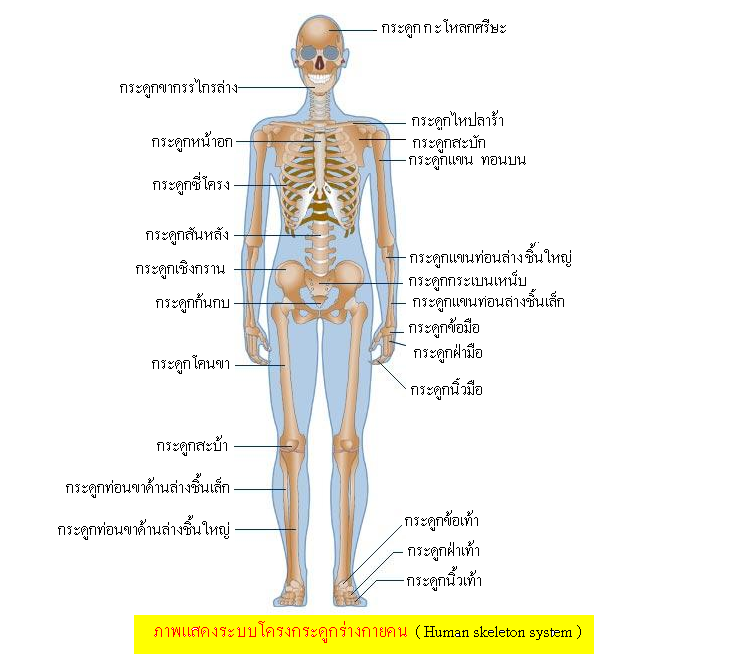 กระดูก กะโหลกศรีษะ
กระดูกขากรรไกรล่าง
กระดูกไหปลาร้า
กระดูกหน้าอก
กระดูกสะบัก
กระดูกแขน ทอนบน
กระดูกซี่โครง
กระดูกสันหลัง
กระดูกแขนท่อนล่างชิ้นใหญ่
กระดูกเชิงกราน
กระดูกกระเบนเหน็บ
กระดูกก้นกบ
กระดูกแขนท่อนล่างชิ้นเล็ก
กระดูกข้อมือ
กระดูกฝ่ามือ
กระดูกโคนขา
กระดูกนิ้วมือ
กระดูกสะบ้า
กระดูกท่อนขาด้านล่างชิ้นเล็ก
กระดูกข้อเท้า
กระดูกท่อนขาด้านล่างชิ้นใหญ่
กระดูกฝ่าเท้า
กระดูกนิ้วเท้า
ภาพแสดงระบบโครงกระดูกร่างกายคน ( Human skeleton system )